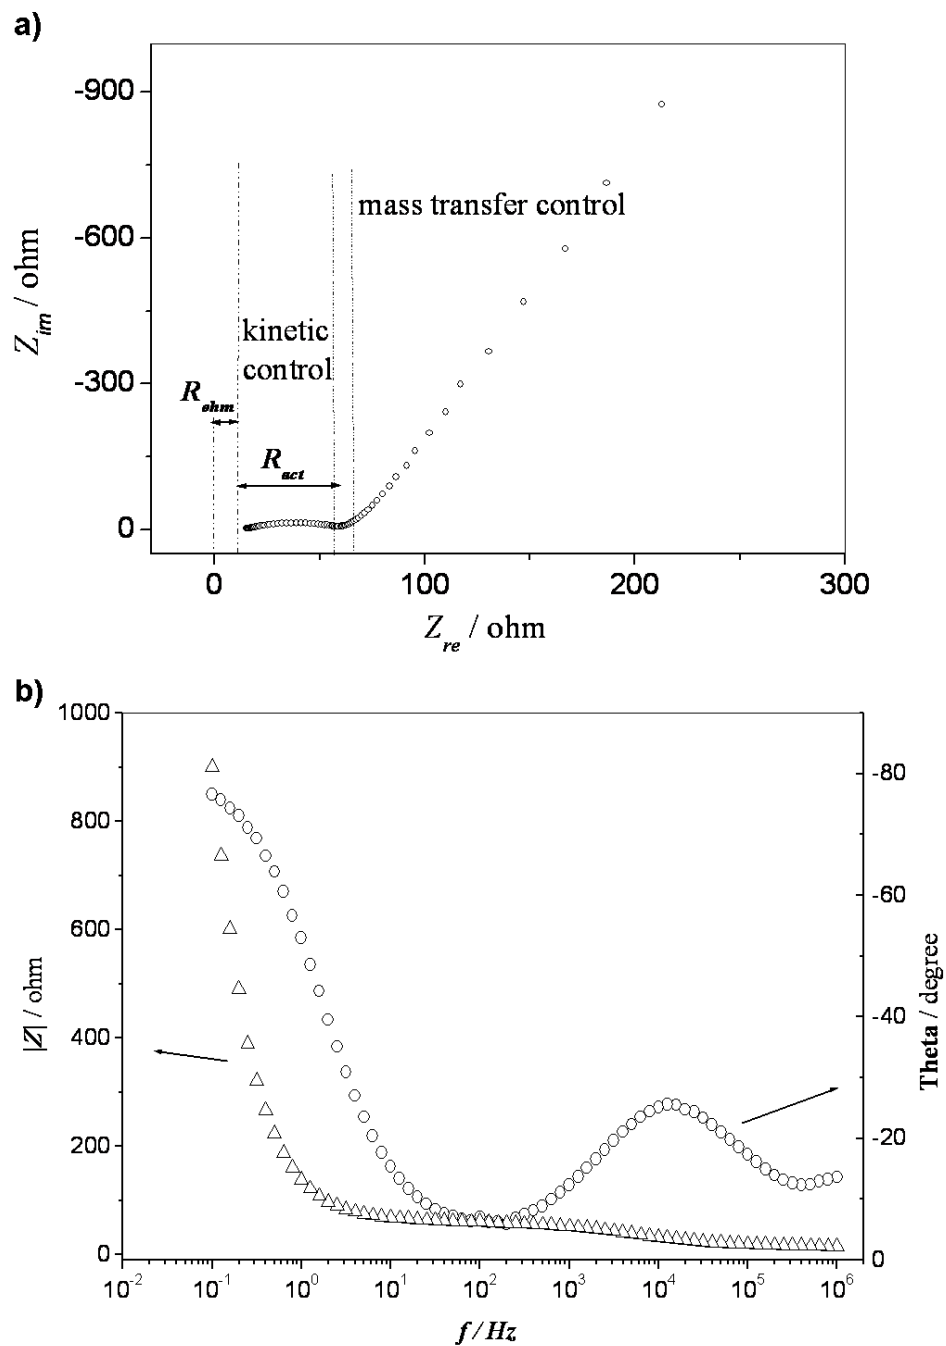 a)
-900
-600
-300
0
Z_im / ohm
mass transfer control
kinetic
control
R_ohm
R_act
0 100 200 300
Z_re / ohm
b)
1000
800
600
400
200
0
|Z| / ohm
-80
-60
-40
-20
0
Theta / degree
10^-2 10^-1 10^0 10^1 10^2 10^3 10^4 10^5 10^6
f / Hz